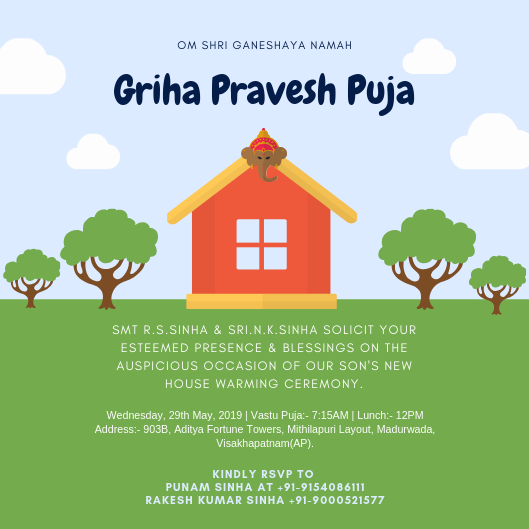 OM SHRI GANESHAYA NAMAH
Griha Pravesh Puja
SMT R.S.SINHA & SRI.N.K.SINHA SOLICIT YOUR
ESTEEMED PRESENCE & BLESSINGS ON THE
AUSPICIOUS OCCASION OF OUR SON'S NEW
HOUSE WARMING CEREMONY.
Wednesday, 29th May, 2019 | Vastu Puja:- 7:15AM | Lunch:- 12PM
Address:- 903B, Aditya Fortune Towers, Mithilapuri Layout, Madurwada,
Visakhapatnam(AP).
KINDLY RSVP TO
PUNAM SINHA AT +91-9154086111
RAKESH KUMAR SINHA +91-9000521577